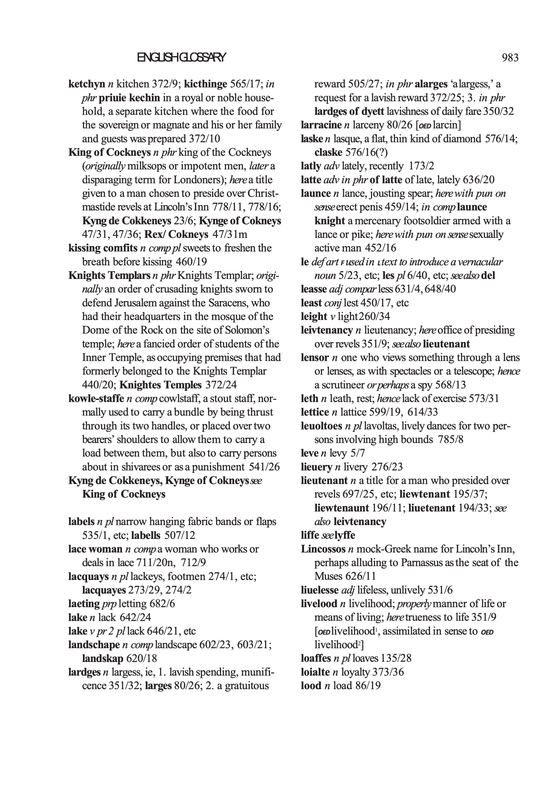 ENGLISH GLOSSARY 983
ketchyn n kitchen 372/9; kicthinge 565/17; in
phr priuie kechin in a royal or noble house-
hold, a separate kitchen where the food for
the sovereign or magnate and his or her family
and guests was prepared 372/10
King of Cockneys n phr king of the Cockneys
(originally milksops or impotent men, later a
disparaging term for Londoners); here a title
given to a man chosen to preside over Christ-
mastide revels at Lincoln's Inn 778/11, 778/16;
Kyng de Cokkeneys 23/6; Kynge of Cokneys
47/31, 47/36; Rex/ Cokneys 47/31m
kissing comfits n comp pl sweets to freshen the
breath before kissing 460/19
Knights Templars n phr Knights Templar; origi-
nally an order of crusading knights sworn to
defend Jerusalem against the Saracens, who
had their headquarters in the mosque of the
Dome of the Rock on the site of Solomon's
temple; here a fancied order of students of the
Inner Temple, as occupying premises that had
formerly belonged to the Knights Templar
440/20; Knightes Temples 372/24
kowle-staffe n comp cowlstaff, a stout staff, nor-
mally used to carry a bundle by being thrust
through its two handles, or placed over two
bearers' shoulders to allow them to carry a
load between them, but also to carry persons
about in shivarees or as a punishment 541/26
Kyng de Cokkeneys, Kynge of Cokneys see
King of Cockneys
labels n pl narrow hanging fabric bands or flaps
535/1, etc; labells 507/12
lace woman n comp a woman who works or
deals in lace 711/20n, 712/9
lacquays n pl lackeys, footmen 274/1, etc;
lacquayes 273/29, 274/2
laeting prp letting 682/6
lake n lack 642/24
lake v pr 2 pl lack 646/21, etc
landschape n comp landscape 602/23, 603/21;
landskap 620/18
lardges n largess, ie, 1. lavish spending, munifi-
cence 351/32; larges 80/26; 2. a gratuitous
reward 505/27; in phr alarges 'a largess,' a
request for a lavish reward 372/25; 3. in phr
lardges of dyett lavishness of daily fare 350/32
larracine n larceny 80/26 [OED larcin]
laske n lasque, a flat, thin kind of diamond 576/14;
claske 576/16(?)
latly adv lately, recently 173/2
latte adv in phr of latte of late, lately 636/20
launce n lance, jousting spear; here with pun on
sense erect penis 459/14; in comp launce
knight a mercenary footsoldier armed with a
lance or pike; here with pun on sense sexually
active man 452/16
le def art F used in L text to introduce a vernacular
noun 5/23, etc; les pl 6/40, etc; see also del
leasse adj compar less 631/4, 648/40
least conj lest 450/17, etc
leight v light 260/34
leivtenancy n lieutenancy; here office of presiding
over revels 351/9; see also lieutenant
lensor n one who views something through a lens
or lenses, as with spectacles or a telescope; hence
a scrutineer or perhaps a spy 568/13
leth n leath, rest; hence lack of exercise 573/31
lettice n lattice 599/19, 614/33
leuoltoes n pl lavoltas, lively dances for two per-
sons involving high bounds 785/8
leve n levy 5/7
lieuery n livery 276/23
lieutenant n a title for a man who presided over
revels 697/25, etc; liewtenant 195/37;
liewtenaunt 196/11; liuetenant 194/33; see
also leivtenancy
liffe see lyffe
Lincossos n mock-Greek name for Lincoln's Inn,
perhaps alluding to Parnassus as the seat of the
Muses 626/11
liuelesse adj lifeless, unlively 531/6
livelood n livelihood; properly manner of life or
means of living; here trueness to life 351/9
[OED livelihood¹, assimilated in sense to OED
livelihood²]
loaffes n pl loaves 135/28
loialte n loyalty 373/36
lood n load 86/19